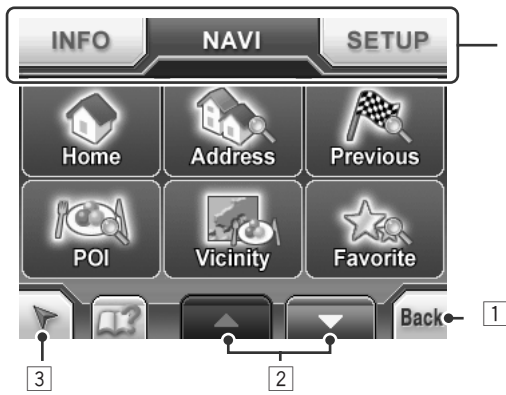 INFO NAVI SETUP
Home Address Previous
POI Vicinity Favorite
Back 1
3 2